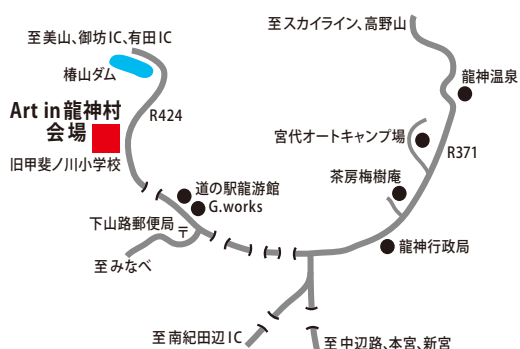 至スカイライン、高野山
至美山、御坊IC、有田IC
椿山ダム
龍神温泉
Art in 龍神村
会場
R424
宮代オートキャンプ場
R371
旧甲斐ノ川小学校
茶房梅樹庵
道の駅龍游館
G.works
下山路郵便局
〒
龍神行政局
至みなべ
至南紀田辺IC
至中辺路、本宮、新宮